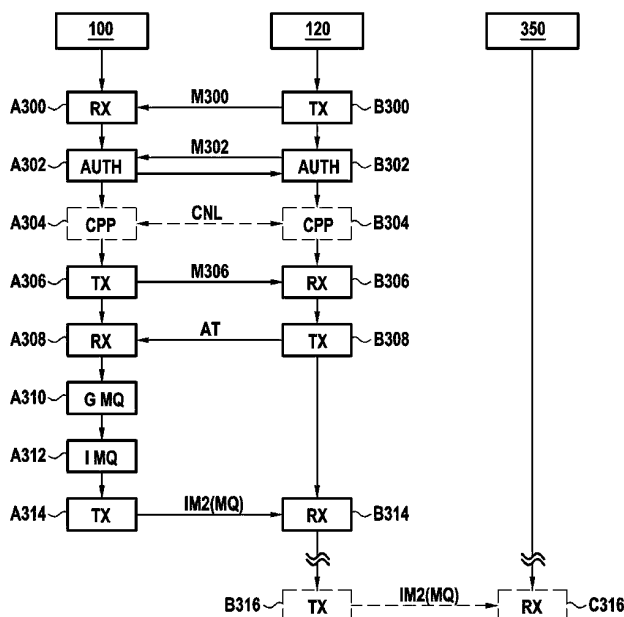 100 120 350
A300 RX M300 TX B300
A302 AUTH M302 AUTH B302
A304 CPP CNL CPP B304
A306 TX M306 RX B306
A308 RX AT TX B308
A310 G MQ
A312 I MQ
A314 TX IM2(MQ) RX B314
B316 TX IM2(MQ) RX C316